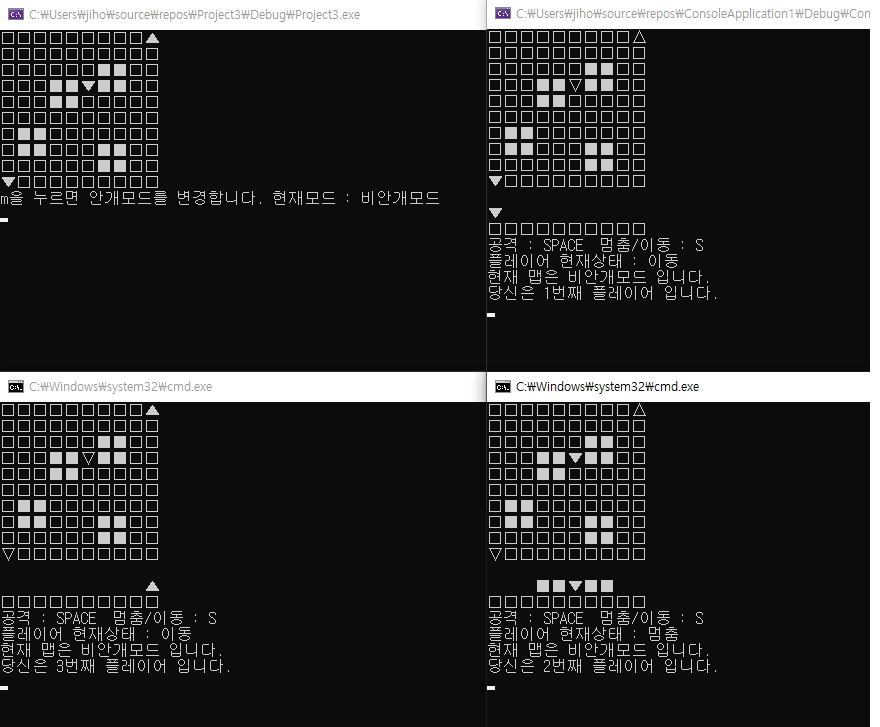 C:₩Users₩jiho₩source₩repos₩Project3₩Debug₩Project3.exe
m을 누르면 안개모드를 변경합니다. 현재모드 : 비안개모드
C:₩Users₩jiho₩source₩repos₩ConsoleApplication1₩Debug₩Con
공격 : SPACE  멈춤/이동 : S
플레이어 현재상태 : 이동
현재 맵은 비안개모드 입니다.
당신은 1번째 플레이어 입니다.
C:₩Windows₩system32₩cmd.exe
공격 : SPACE  멈춤/이동 : S
플레이어 현재상태 : 이동
현재 맵은 비안개모드 입니다.
당신은 3번째 플레이어 입니다.
C:₩Windows₩system32₩cmd.exe
공격 : SPACE  멈춤/이동 : S
플레이어 현재상태 : 멈춤
현재 맵은 비안개모드 입니다.
당신은 2번째 플레이어 입니다.